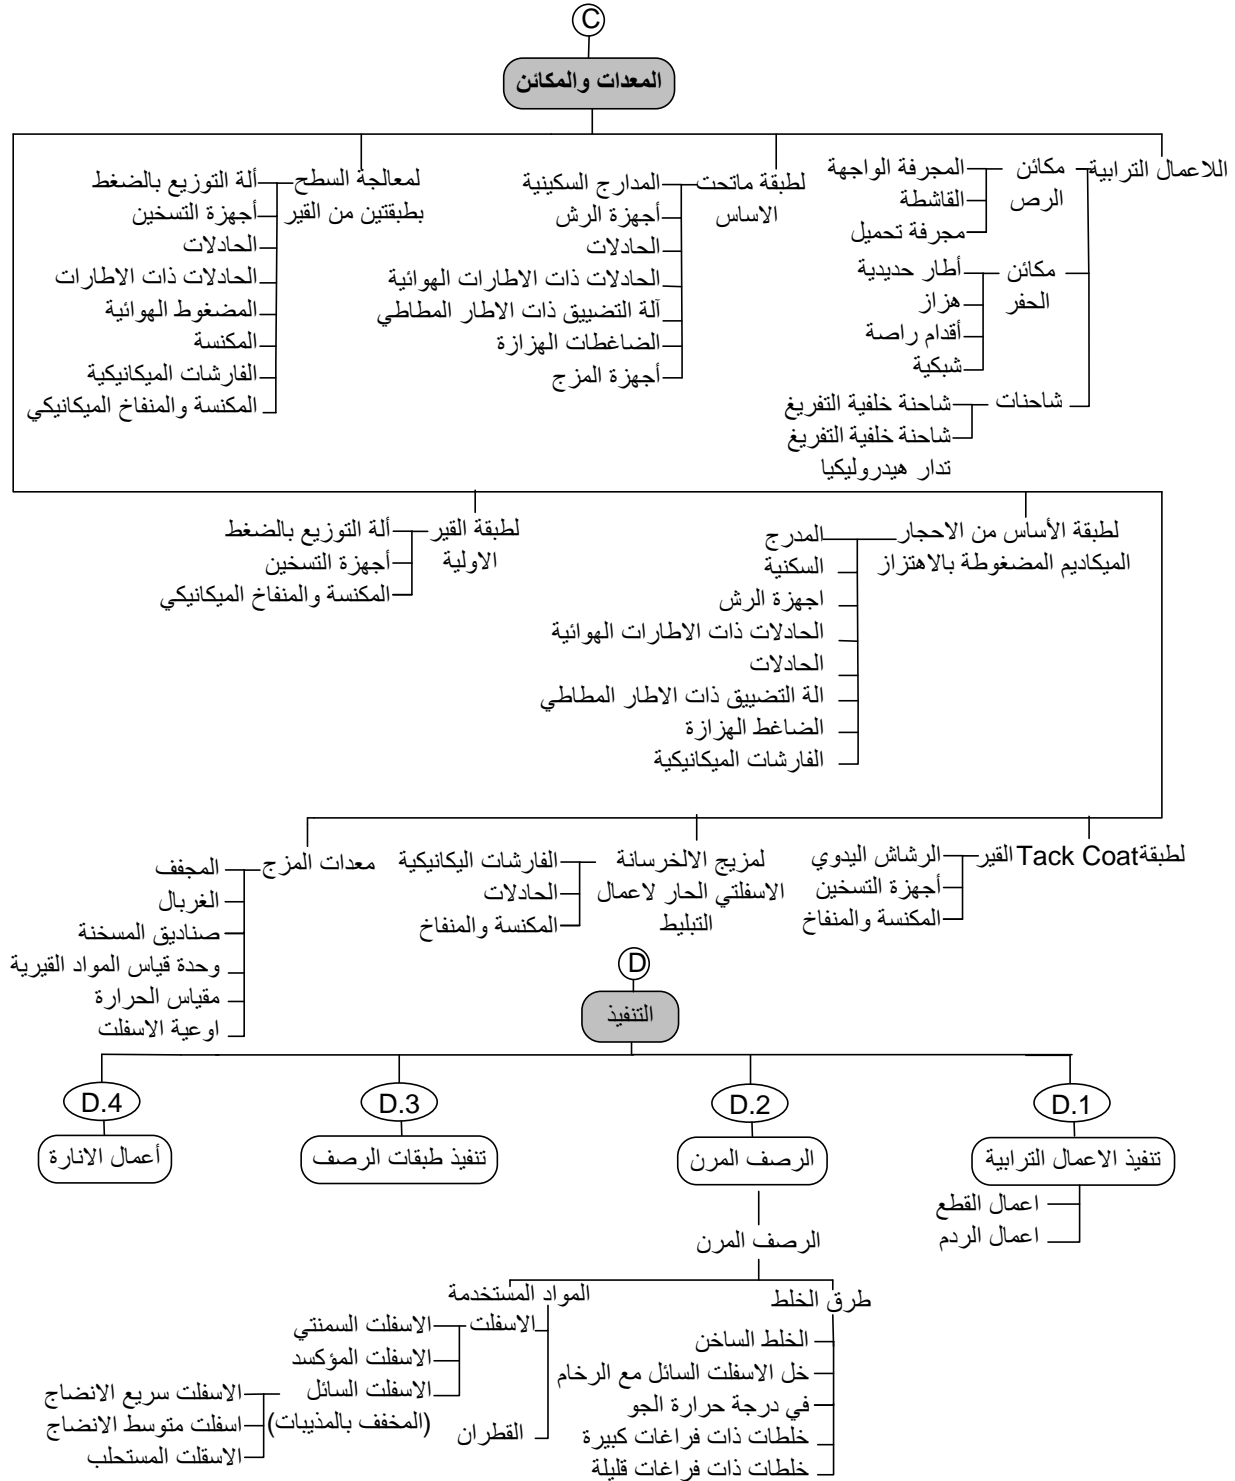 C
المعدات والمكائن
اللاعمال الترابية
مكائن
الرص
المجرفة الواجهة
القاشطة
مجرفة تحميل
مكائن
الحفر
أطار حديدية
هزاز
أقدام راصة
شبكية
شاحنات
شاحنة خلفية التفريغ
شاحنة خلفية التفريغ
تدار هيدروليكيا
لطبقة ماتحت
الاساس
المدارج السكينية
أجهزة الرش
الحادلات
الحادلات ذات الاطارات الهوائية
آلة التضييق ذات الاطار المطاطي
الضاغطات الهزازة
أجهزة المزج
لمعالجة السطح
بطبقتين من القير
ألة التوزيع بالضغط
أجهزة التسخين
الحادلات
الحادلات ذات الاطارات
المضغوط الهوائية
المكنسة
الفارشات الميكانيكية
المكنسة والمنفاخ الميكانيكي
لطبقة الأساس من الاحجار
الميكاديم المضغوطة بالاهتزاز
المدرج
السكنية
اجهزة الرش
الحادلات ذات الاطارات الهوائية
الحادلات
الة التضييق ذات الاطار المطاطي
الضاغط الهزازة
الفارشات الميكانيكية
لطبقة القير
الاولية
ألة التوزيع بالضغط
أجهزة التسخين
المكنسة والمنفاخ الميكانيكي
لطبقة Tack Coat القير
الرشاش اليدوي
أجهزة التسخين
المكنسة والمنفاخ
لمزيج الالخرسانة
الاسفلتي الحار لاعمال
التبليط
الفارشات اليكانيكية
الحادلات
المكنسة والمنفاخ
معدات المزج
المجفف
الغربال
صناديق المسخنة
وحدة قياس المواد القيرية
مقياس الحرارة
اوعية الاسفلت
D
التنفيذ
D.1
تنفيذ الاعمال الترابية
اعمال القطع
اعمال الردم
D.2
الرصف المرن
الرصف المرن
طرق الخلط
الخلط الساخن
خل الاسفلت السائل مع الرخام
في درجة حرارة الجو
خلطات ذات فراغات كبيرة
خلطات ذات فراغات قليلة
المواد المستخدمة
الاسفلت
الاسفلت السمنتي
الاسفلت المؤكسد
الاسفلت السائل
(المخفف بالمذيبات)
الاسفلت سريع الانضاج
اسفلت متوسط الانضاج
الاسقلت المستحلب
القطران
D.3
تنفيذ طبقات الرصف
D.4
أعمال الانارة